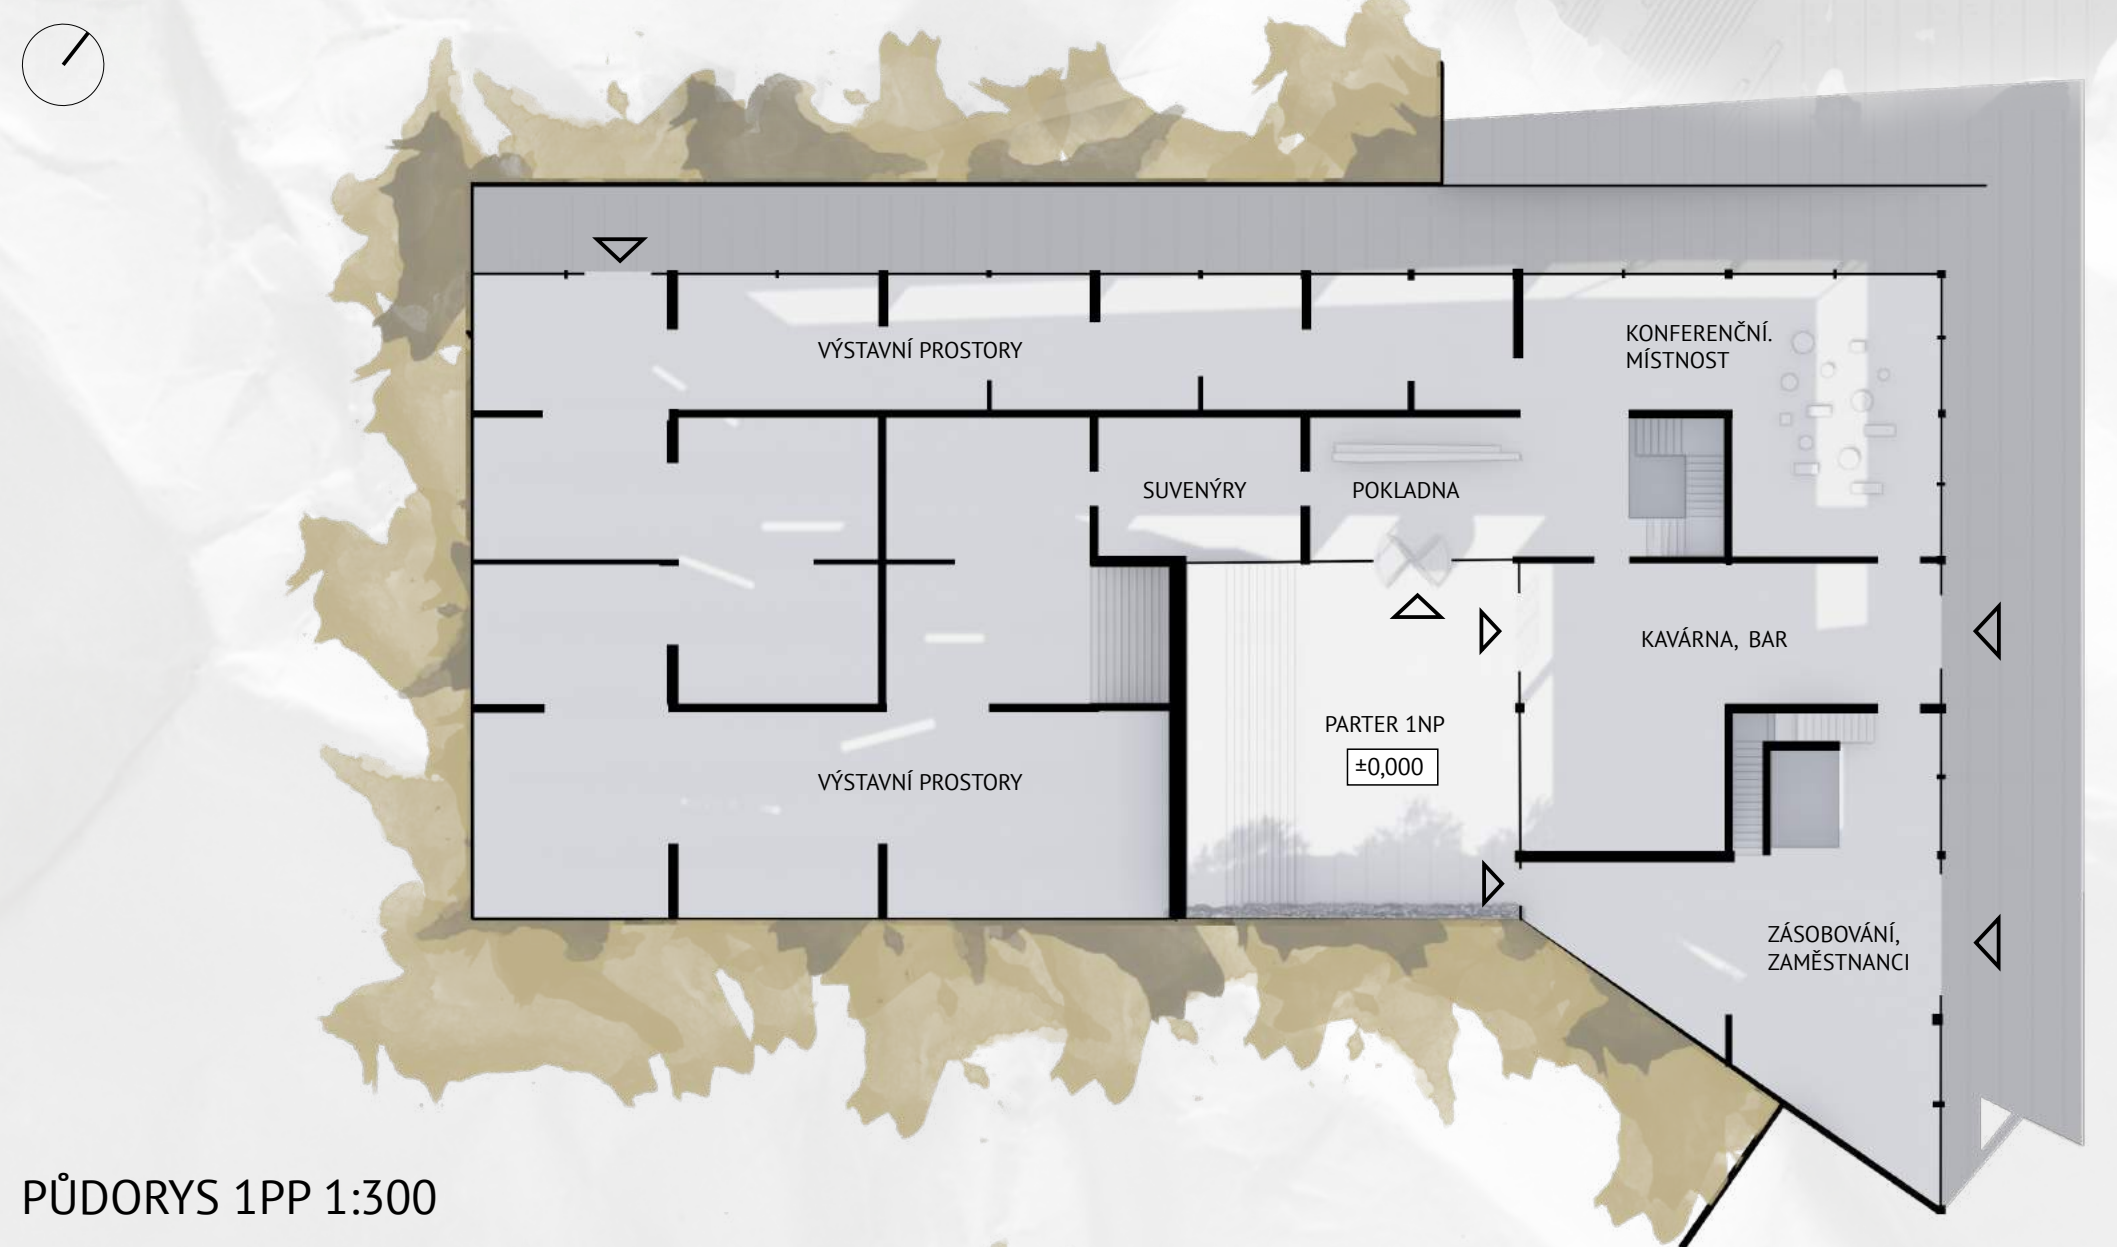 VÝSTAVNÍ PROSTORY
KONFERENČNÍ.
MÍSTNOST
SUVENÝRY
POKLADNA
KAVÁRNA, BAR
PARTER 1NP
±0,000
VÝSTAVNÍ PROSTORY
ZÁSOBOVÁNÍ,
ZAMĚSTNANCI
PŮDORYS 1PP 1:300